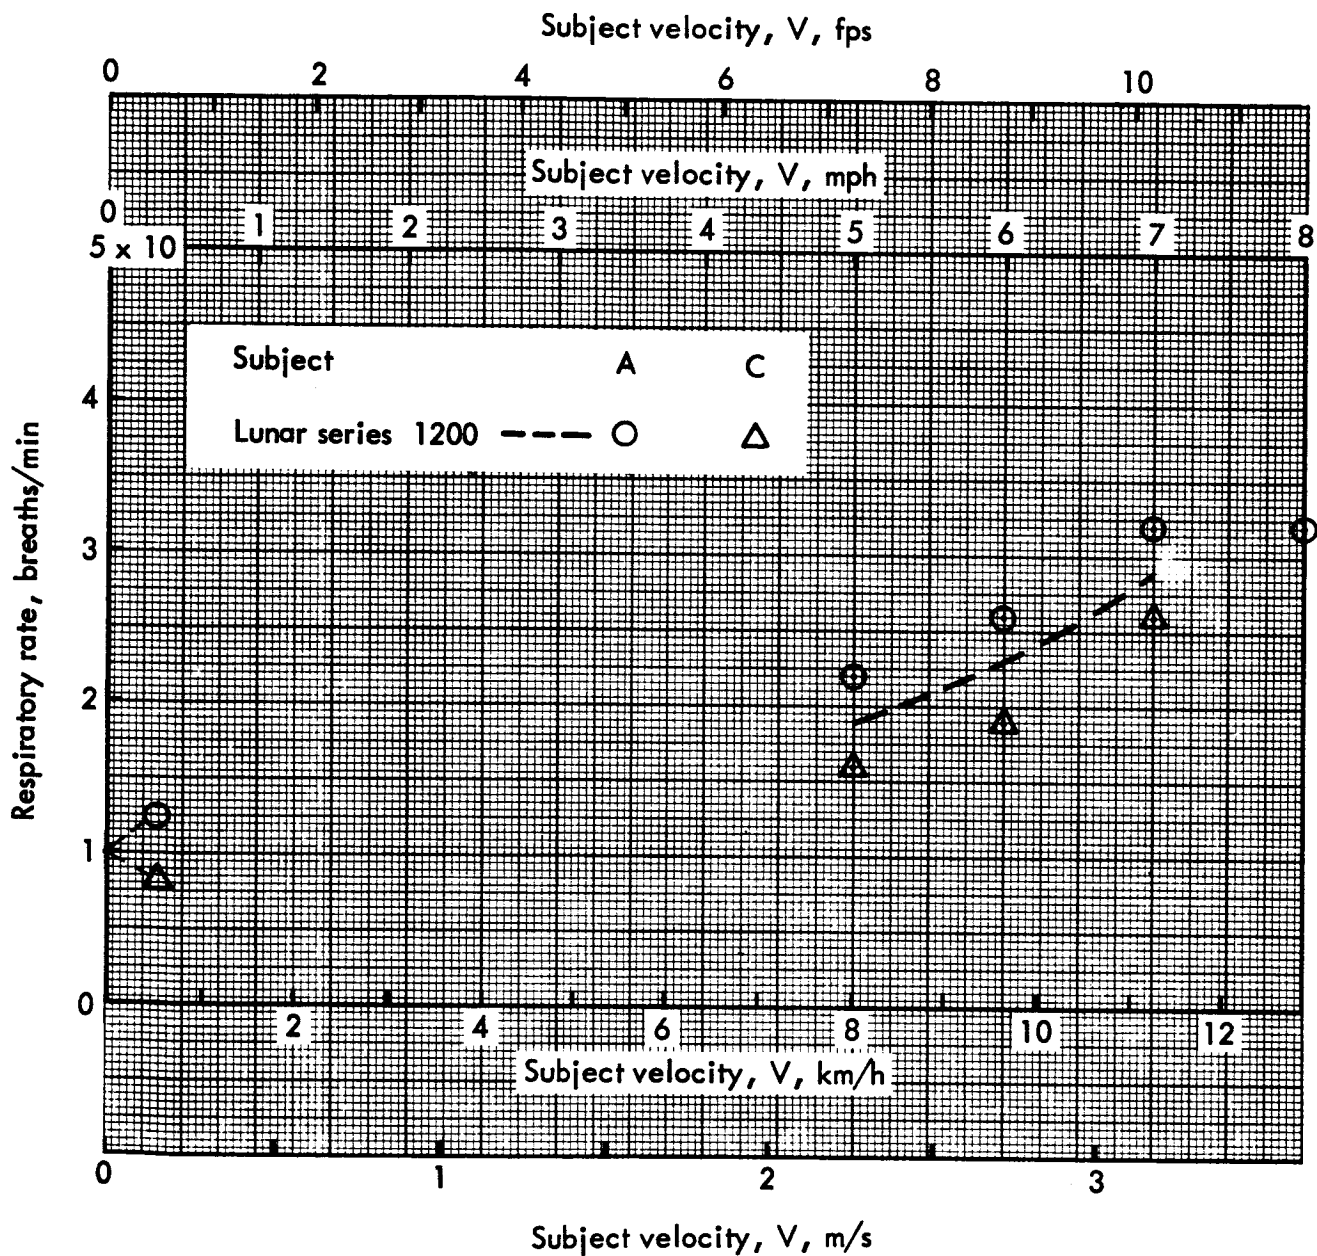 Subject velocity, V, fps
0 2 4 6 8 10
Subject velocity, V, mph
0 1 2 3 4 5 6 7 8
5 x 10
Subject A C
Lunar series 1200
4
3
2
1
0
Respiratory rate, breaths/min
2 4 6 8 10 12
Subject velocity, V, km/h
0 1 2 3
Subject velocity, V, m/s